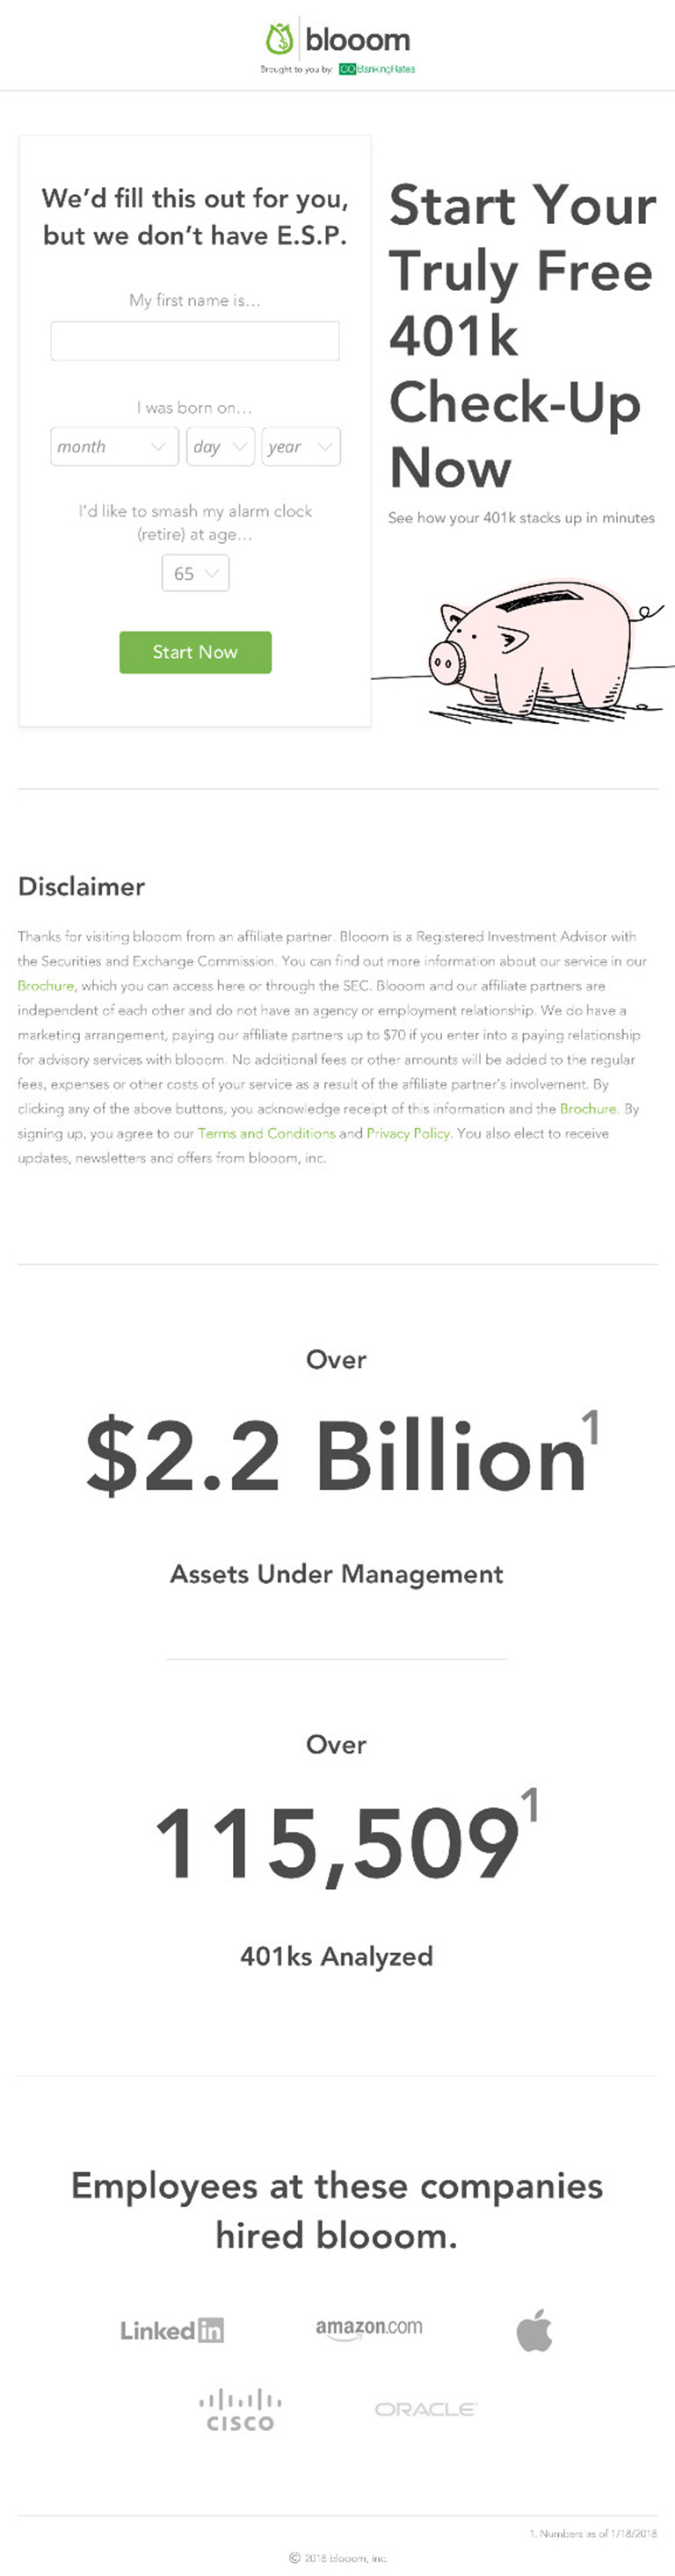 blooom
Brought to you by: GOBankingRates
We'd fill this out for you,
but we don't have E.S.P.
My first name is...
I was born on...
month
day
year
I'd like to smash my alarm clock
(retire) at age...
65
Start Now
Start Your
Truly Free
401k
Check-Up
Now
See how your 401k stacks up in minutes
Disclaimer
Thanks for visiting blooom from an affiliate partner. Blooom is a Registered Investment Advisor with
the Securities and Exchange Commission. You can find out more information about our service in our
Brochure, which you can access here or through the SEC. Blooom and our affiliate partners are
independent of each other and do not have an agency or employment relationship. We do have a
marketing arrangement, paying our affiliate partners up to $70 if you enter into a paying relationship
for advisory services with blooom. No additional fees or other amounts will be added to the regular
fees, expenses or other costs of your service as a result of the affiliate partner's involvement. By
clicking any of the above buttons, you acknowledge receipt of this information and the Brochure. By
signing up, you agree to our Terms and Conditions and Privacy Policy. You also elect to receive
updates, newsletters and offers from blooom, inc.
Over
$2.2 Billion1
Assets Under Management
Over
115,5091
401ks Analyzed
Employees at these companies
hired blooom.
LinkedIn
amazon.com
CISCO
ORACLE
1. Numbers as of 1/18/2018
© 2018 blooom, inc.